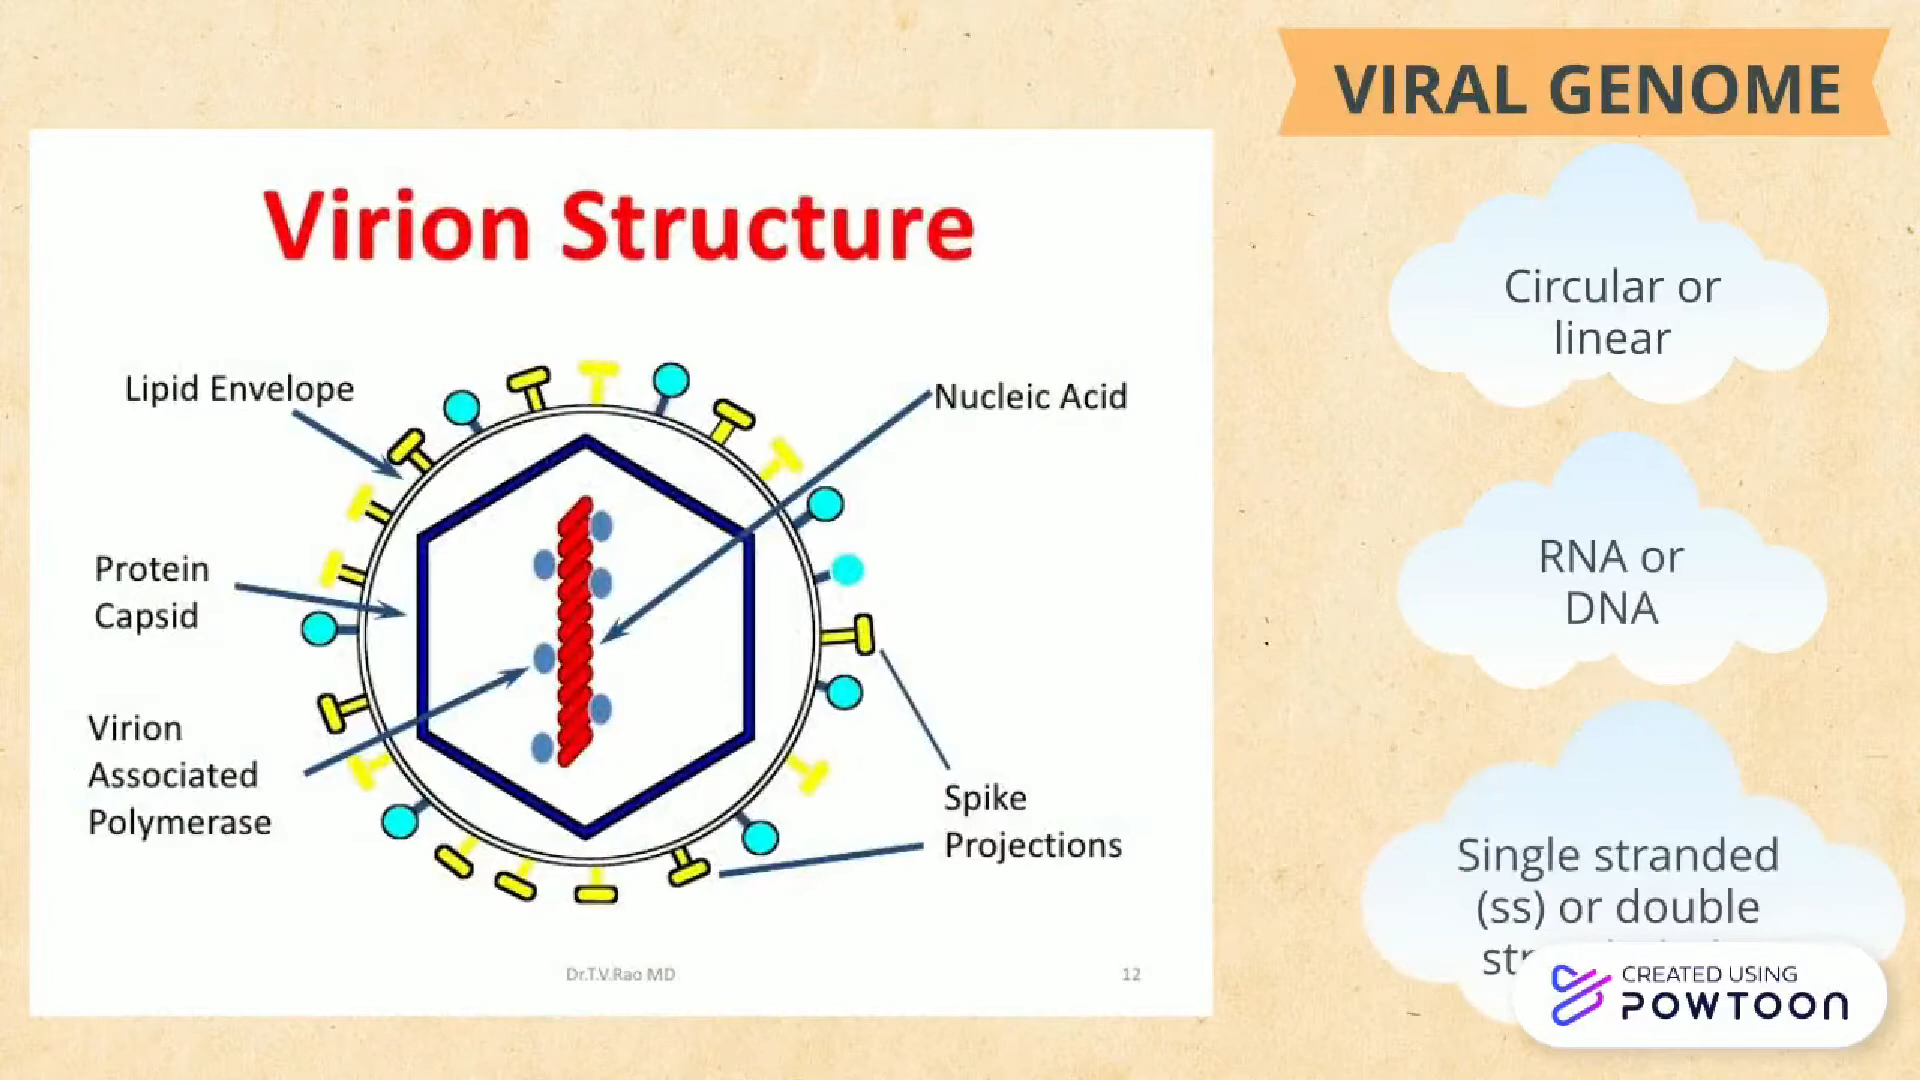 VIRAL GENOME
Virion Structure
Lipid Envelope
Nucleic Acid
Protein
Capsid
Virion
Associated
Polymerase
Spike
Projections
Dr.T.V.Rao MD
12
Circular or
linear
RNA or
DNA
Single stranded
(ss) or double
CREATED USING
POWTOON